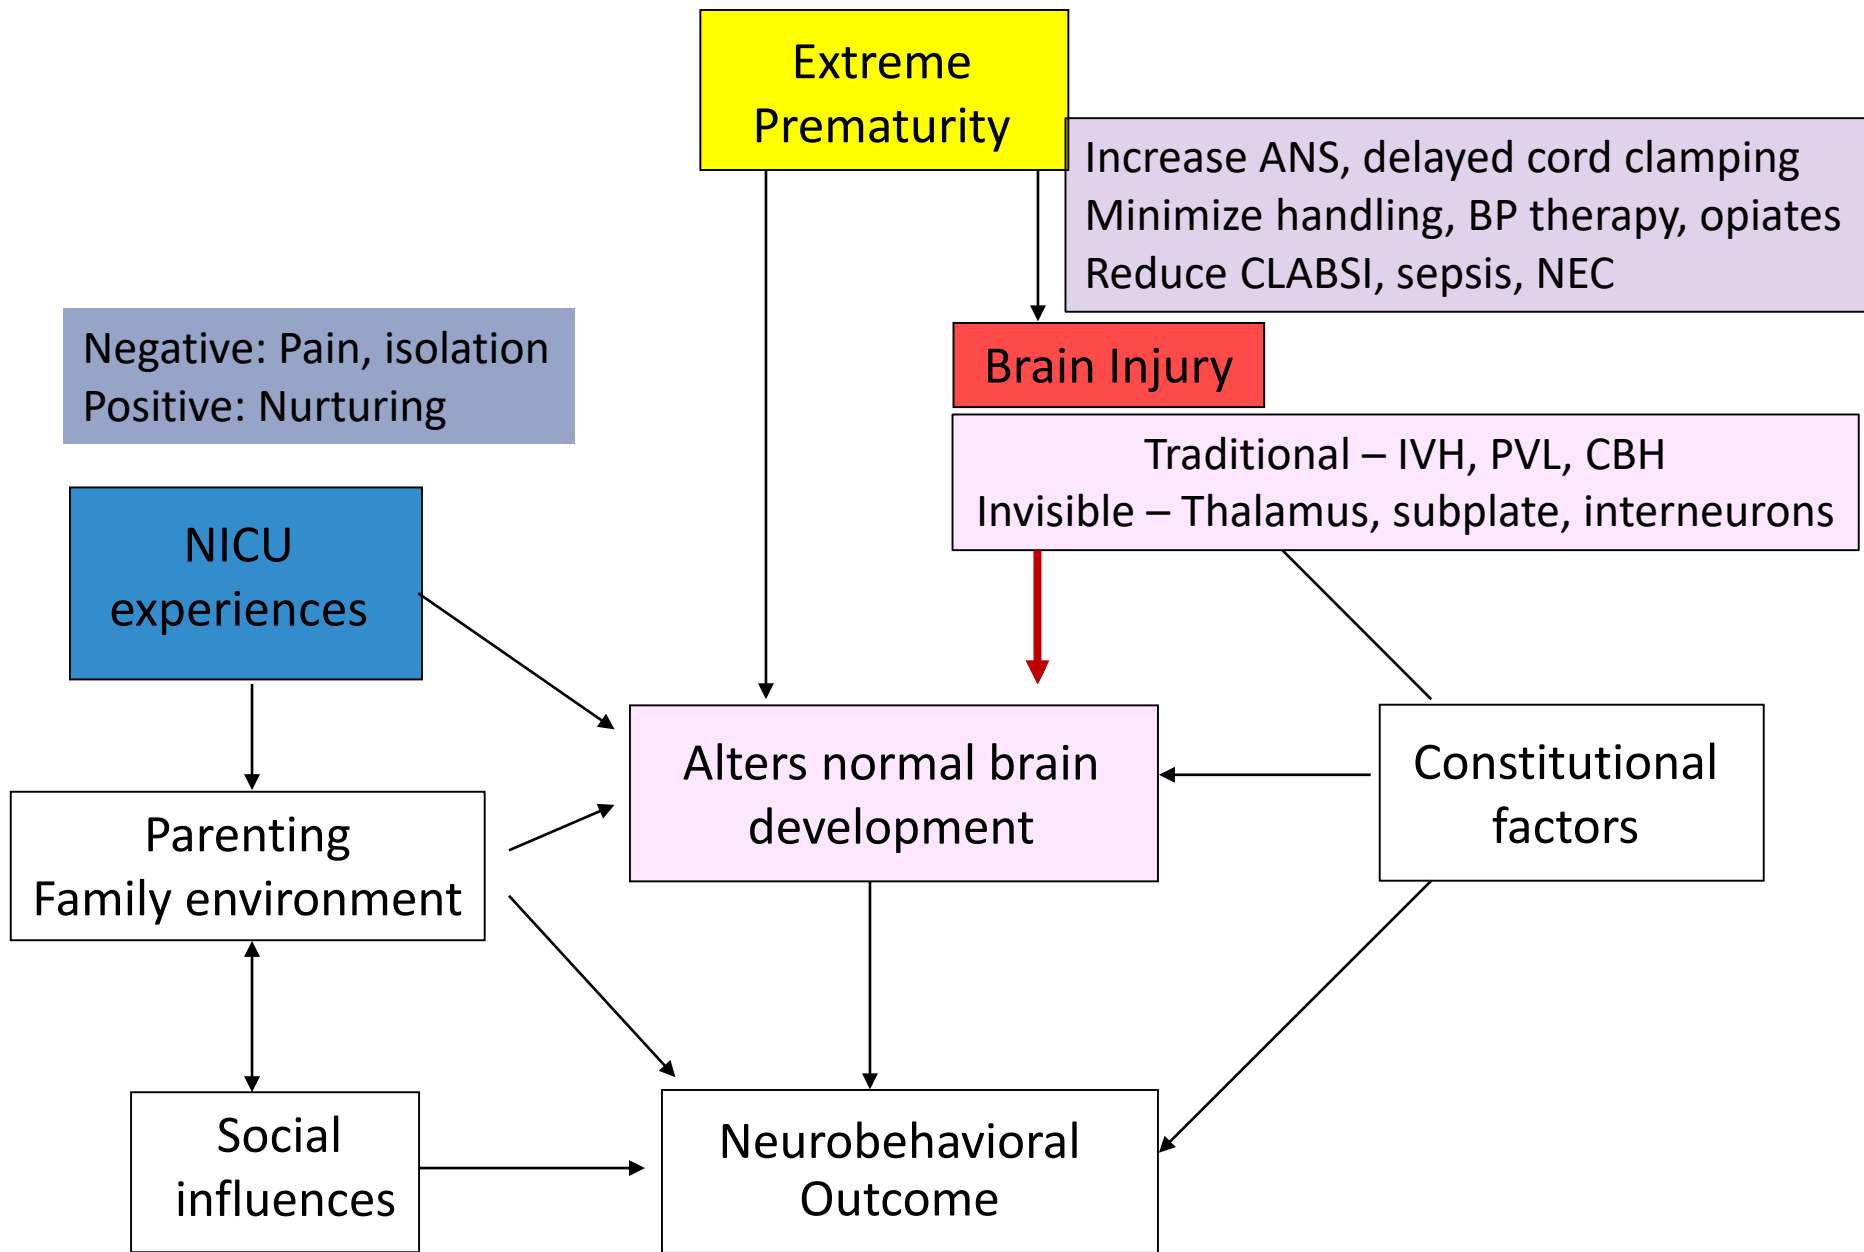 Extreme
Prematurity
Increase ANS, delayed cord clamping
Minimize handling, BP therapy, opiates
Reduce CLABSI, sepsis, NEC
Negative: Pain, isolation
Positive: Nurturing
Brain Injury
Traditional – IVH, PVL, CBH
Invisible – Thalamus, subplate, interneurons
NICU
experiences
Alters normal brain
development
Constitutional
factors
Parenting
Family environment
Social
influences
Neurobehavioral
Outcome